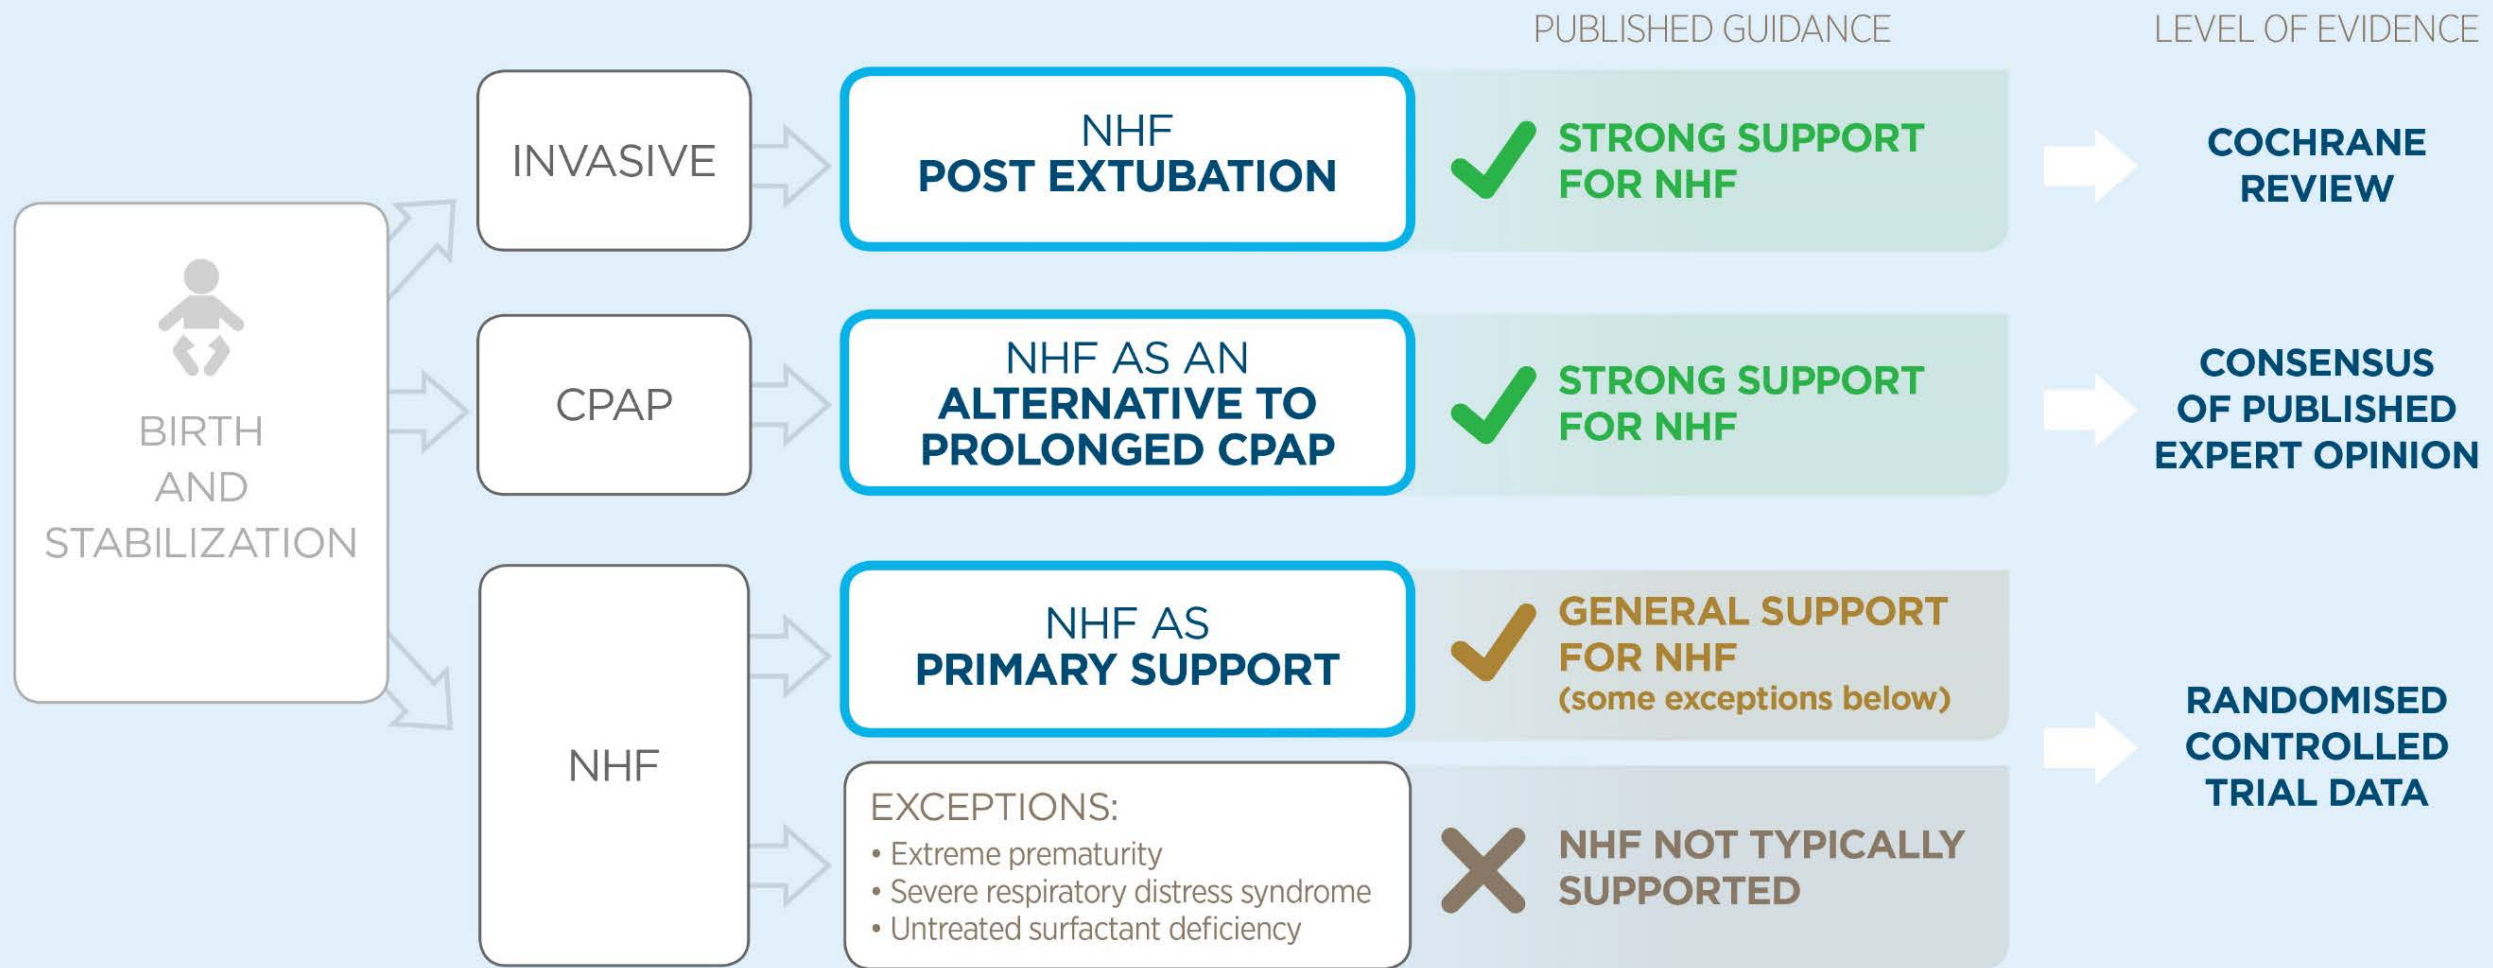 PUBLISHED GUIDANCE
LEVEL OF EVIDENCE
BIRTH
AND
STABILIZATION
INVASIVE
NHF
POST EXTUBATION
STRONG SUPPORT
FOR NHF
COCHRANE
REVIEW
CPAP
NHF AS AN
ALTERNATIVE TO
PROLONGED CPAP
STRONG SUPPORT
FOR NHF
CONSENSUS
OF PUBLISHED
EXPERT OPINION
NHF
NHF AS
PRIMARY SUPPORT
GENERAL SUPPORT
FOR NHF
(some exceptions below)
EXCEPTIONS:
• Extreme prematurity
• Severe respiratory distress syndrome
• Untreated surfactant deficiency
NHF NOT TYPICALLY
SUPPORTED
RANDOMISED
CONTROLLED
TRIAL DATA